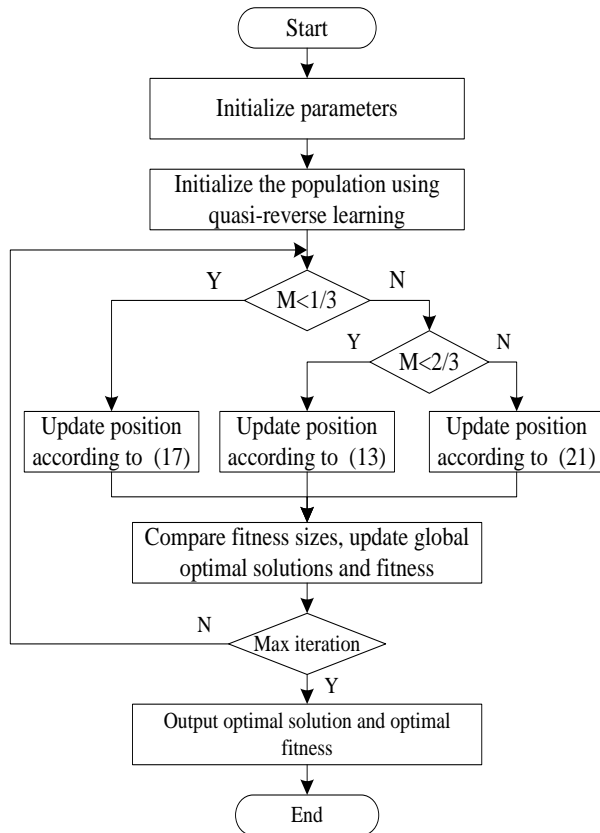 Start
Initialize parameters
Initialize the population using
quasi-reverse learning
Y
M<1/3
N
Y
M<2/3
N
Update position
according to (17)
Update position
according to (13)
Update position
according to (21)
Compare fitness sizes, update global
optimal solutions and fitness
N
Max iteration
Y
Output optimal solution and optimal
fitness
End